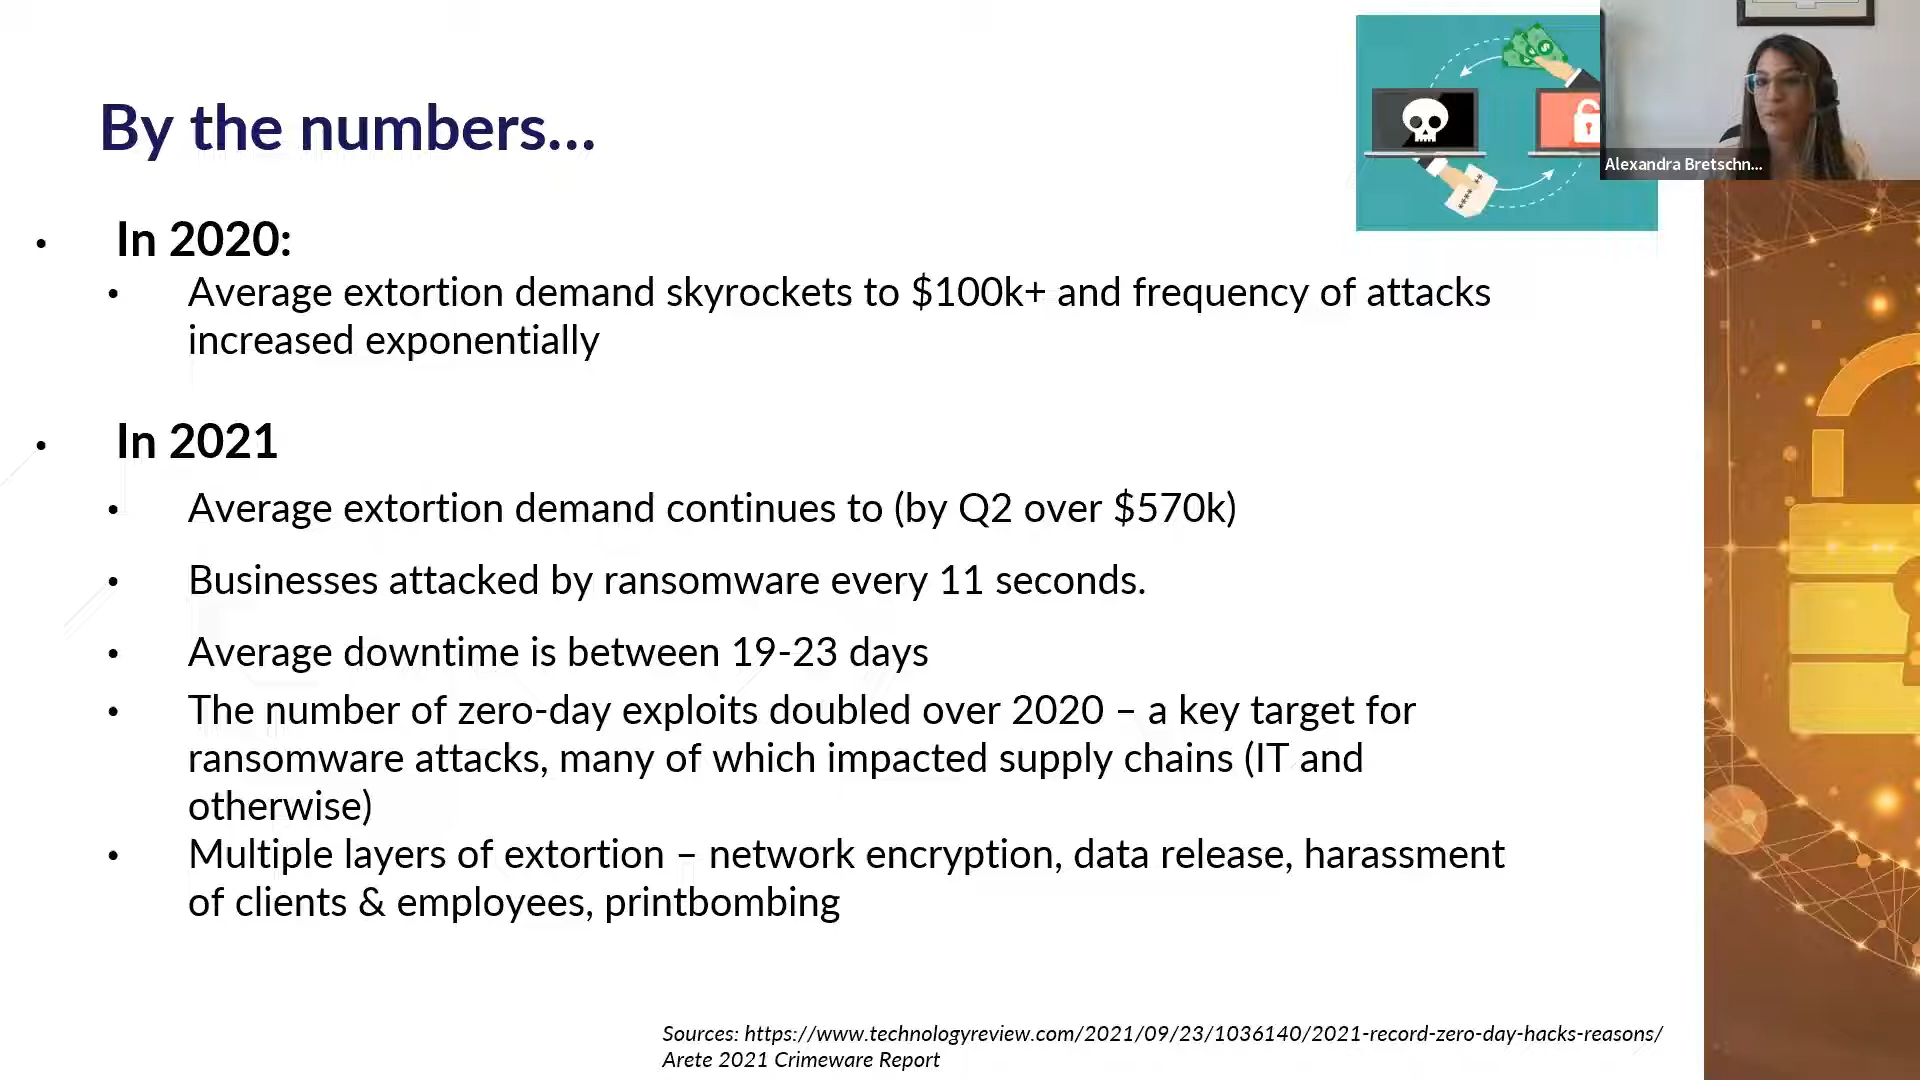 By the numbers...
Alexandra Bretschn...
• In 2020:
• Average extortion demand skyrockets to $100k+ and frequency of attacks
increased exponentially
• In 2021
• Average extortion demand continues to (by Q2 over $570k)
• Businesses attacked by ransomware every 11 seconds.
• Average downtime is between 19-23 days
• The number of zero-day exploits doubled over 2020 – a key target for
ransomware attacks, many of which impacted supply chains (IT and
otherwise)
• Multiple layers of extortion – network encryption, data release, harassment
of clients & employees, printbombing
Sources: https://www.technologyreview.com/2021/09/23/1036140/2021-record-zero-day-hacks-reasons/
Arete 2021 Crimeware Report